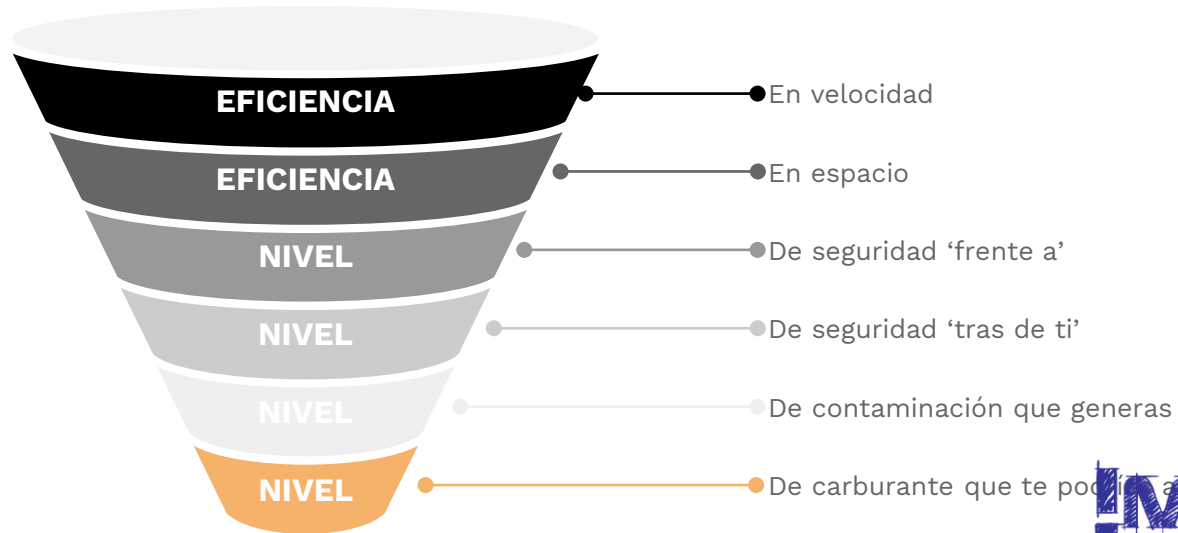 EFICIENCIA En velocidad
EFICIENCIA En espacio
NIVEL De seguridad ‘frente a’
NIVEL De seguridad ‘tras de ti’
NIVEL De contaminación que generas
NIVEL De carburante que te